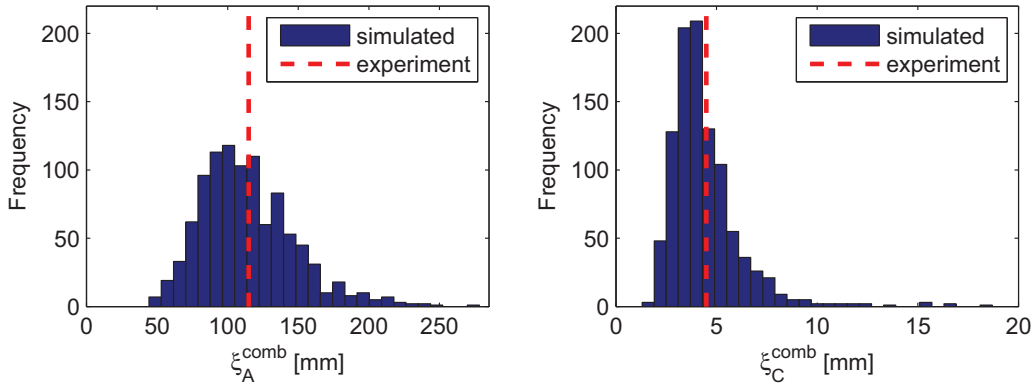 200
150
100
50
0
Frequency
simulated
experiment
0 50 100 150 200 250
ξ_A^comb [mm]
200
150
100
50
0
Frequency
simulated
experiment
0 5 10 15 20
ξ_C^comb [mm]